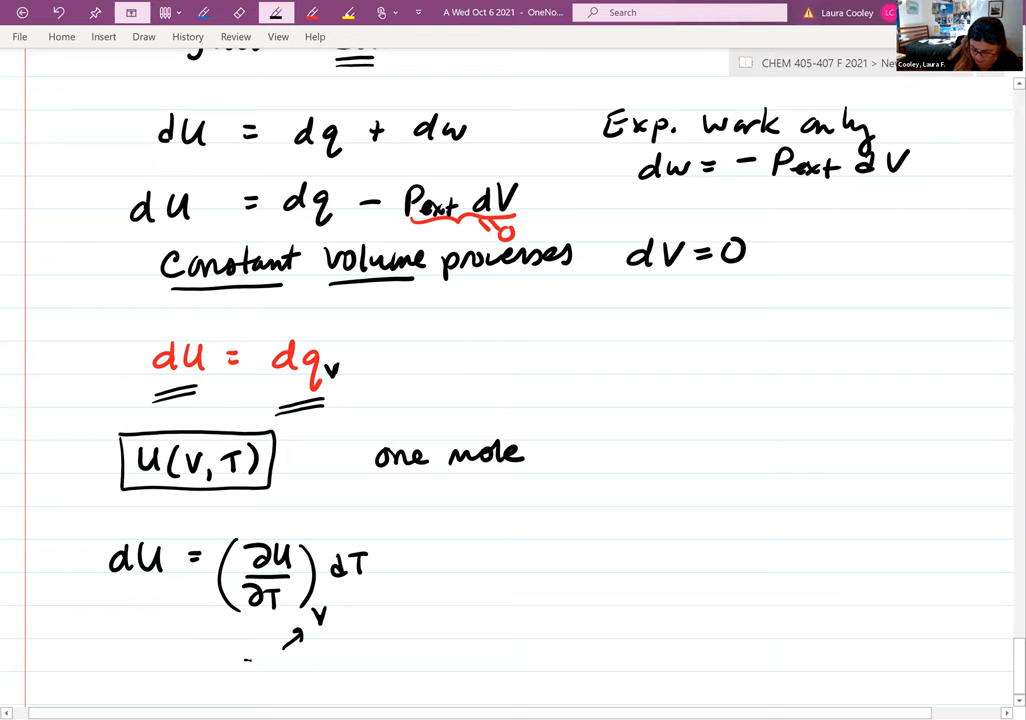 A Wed Oct 6 2021 - OneNo...
Search
Laura Cooley
LC
File Home Insert Draw History Review View Help
Cooley, Laura F.
CHEM 405-407 F 2021 > Ne
dU = dq + dw
Exp. work only
dw = - Pext dV
dU = dq - Pext dV
0
Constant volume processes dV = 0
dU = dqv
U(V, T) one mole
dU = (∂U/∂T)v dT